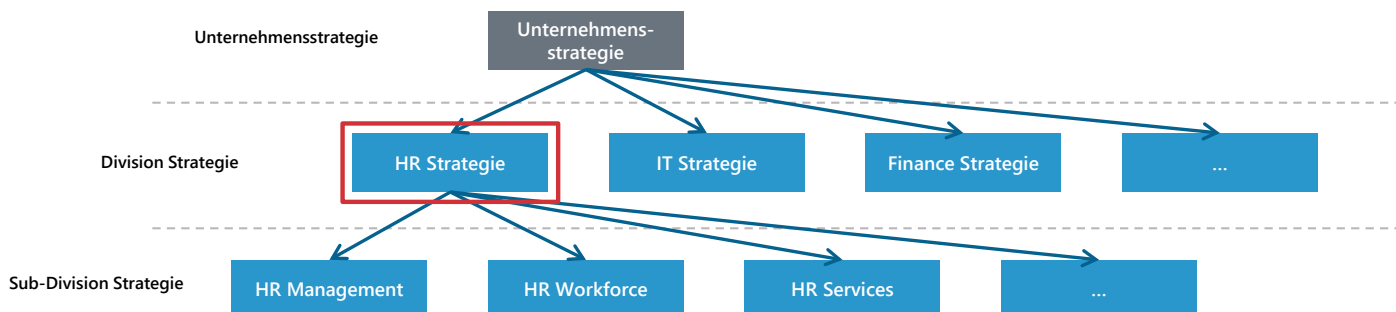 Unternehmensstrategie
Unternehmens-
strategie
Division Strategie
HR Strategie
IT Strategie
Finance Strategie
...
Sub-Division Strategie
HR Management
HR Workforce
HR Services
...